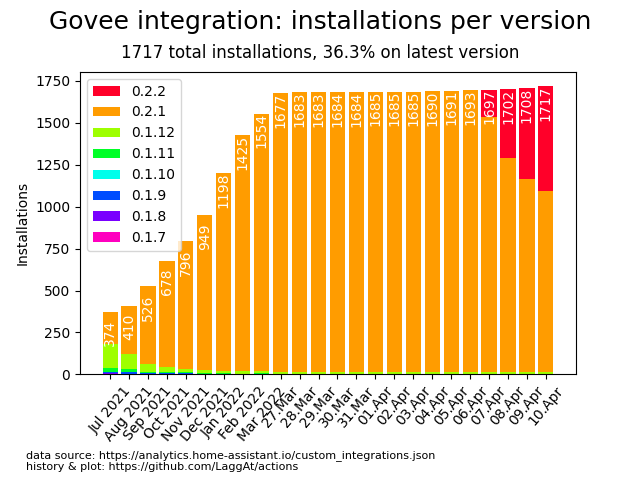 Govee integration: installations per version
1717 total installations, 36.3% on latest version
Installations
1750
1500
1250
1000
750
500
250
0
0.2.2
0.2.1
0.1.12
0.1.11
0.1.10
0.1.9
0.1.8
0.1.7
374
410
526
678
796
949
1198
1425
1554
1677
1683
1683
1684
1684
1685
1685
1685
1690
1691
1693
1697
1702
1708
1717
Jul 2021
Aug 2021
Sep 2021
Oct 2021
Nov 2021
Dec 2021
Jan 2022
Feb 2022
Mar 2022
27.Mar
28.Mar
29.Mar
30.Mar
31.Mar
01.Apr
02.Apr
03.Apr
04.Apr
05.Apr
06.Apr
07.Apr
08.Apr
09.Apr
10.Apr
data source: https://analytics.home-assistant.io/custom_integrations.json
history & plot: https://github.com/LaggAt/actions